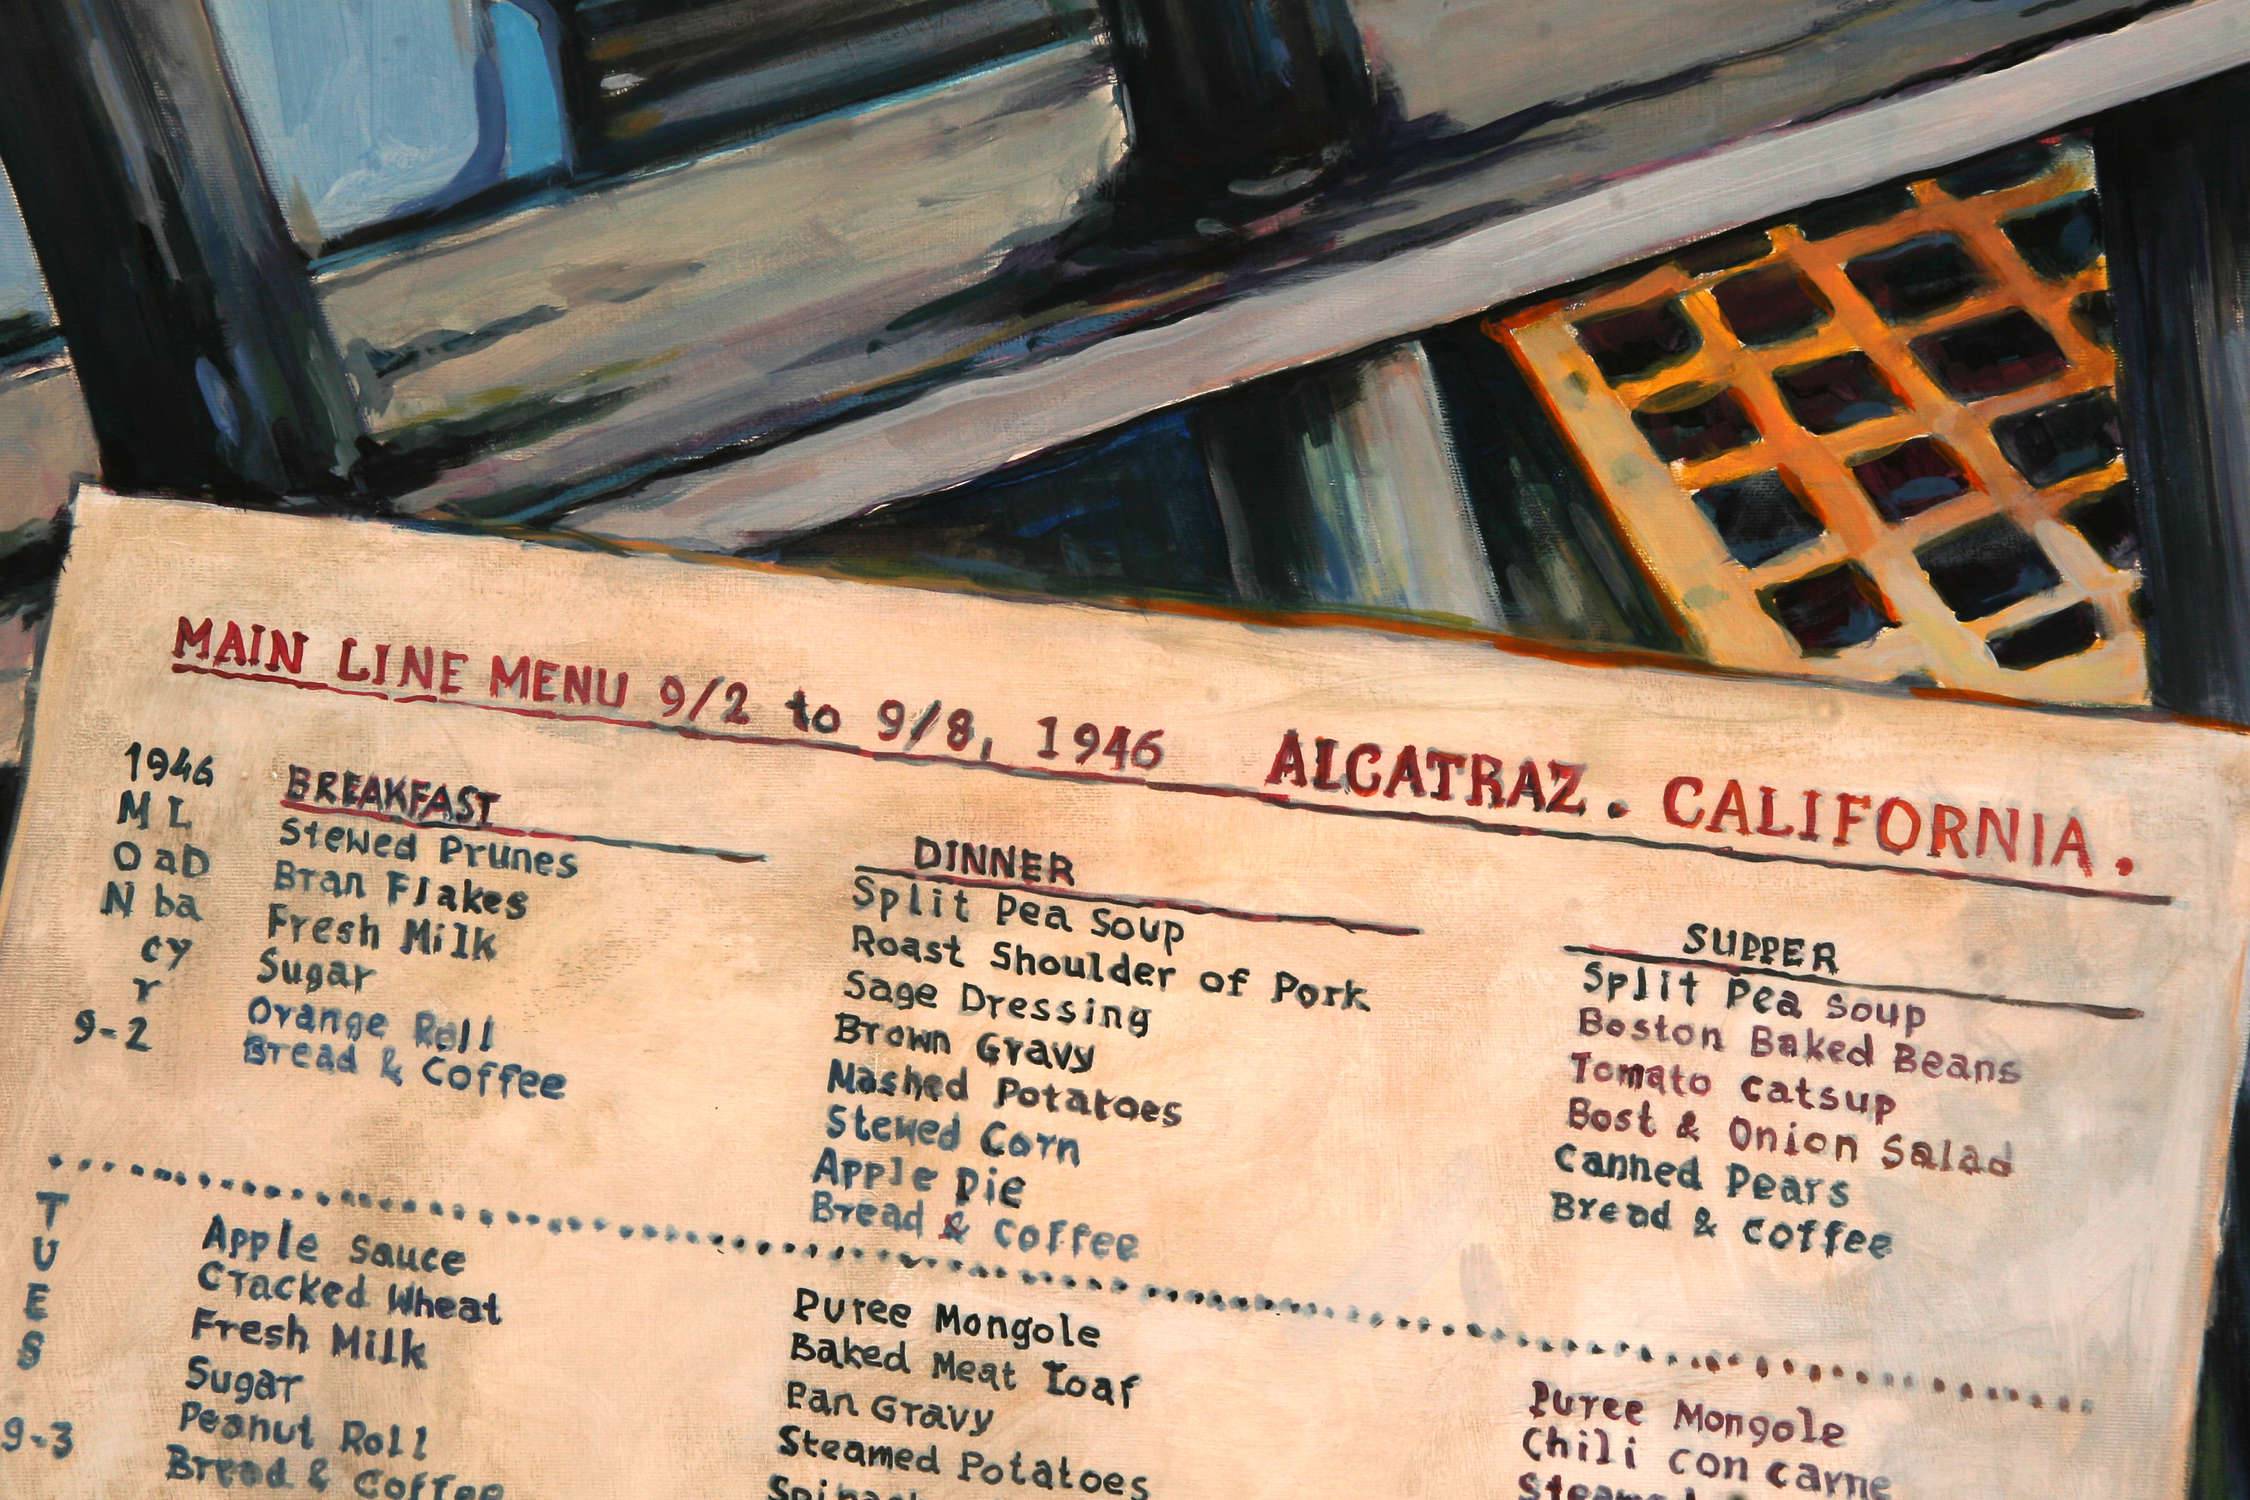 MAIN LINE MENU 9/2 to 9/8, 1946 ALCATRAZ. CALIFORNIA.
1946
M L
O aD
N ba
cy
r
9-2
BREAKFAST
Stewed Prunes
Bran Flakes
Fresh Milk
Sugar
Orange Roll
Bread & Coffee
DINNER
Split Pea Soup
Roast Shoulder of Pork
Sage Dressing
Brown Gravy
Mashed Potatoes
Stewed Corn
Apple Pie
Bread & Coffee
SUPPER
Split Pea Soup
Boston Baked Beans
Tomato Catsup
Bost & Onion Salad
Canned Pears
Bread & Coffee
T
U
E
S
9-3
Apple Sauce
Cracked Wheat
Fresh Milk
Sugar
Peanut Roll
Bread & Coffee
Puree Mongole
Baked Meat Loaf
Pan Gravy
Steamed Potatoes
Puree Mongole
Chili con carne